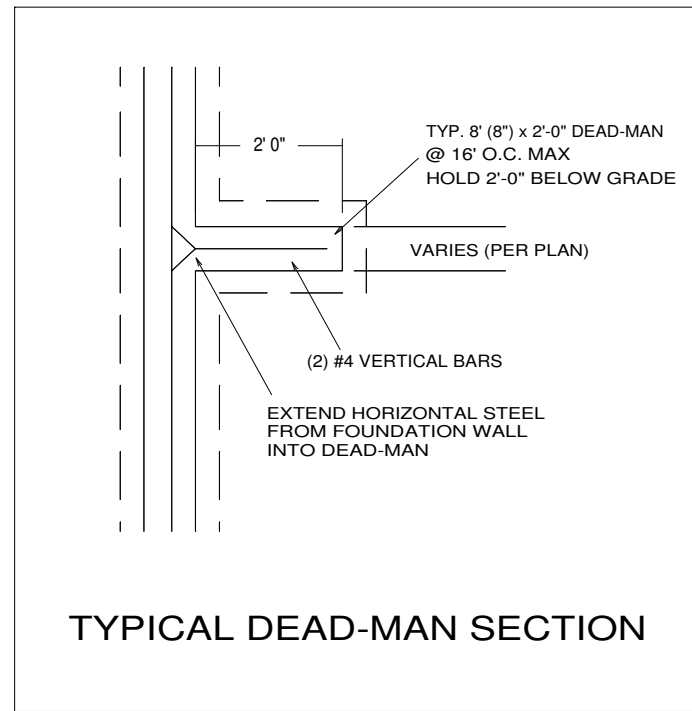 2' 0"
TYP. 8' (8") x 2'-0" DEAD-MAN
@ 16' O.C. MAX
HOLD 2'-0" BELOW GRADE
VARIES (PER PLAN)
(2) #4 VERTICAL BARS
EXTEND HORIZONTAL STEEL
FROM FOUNDATION WALL
INTO DEAD-MAN
TYPICAL DEAD-MAN SECTION